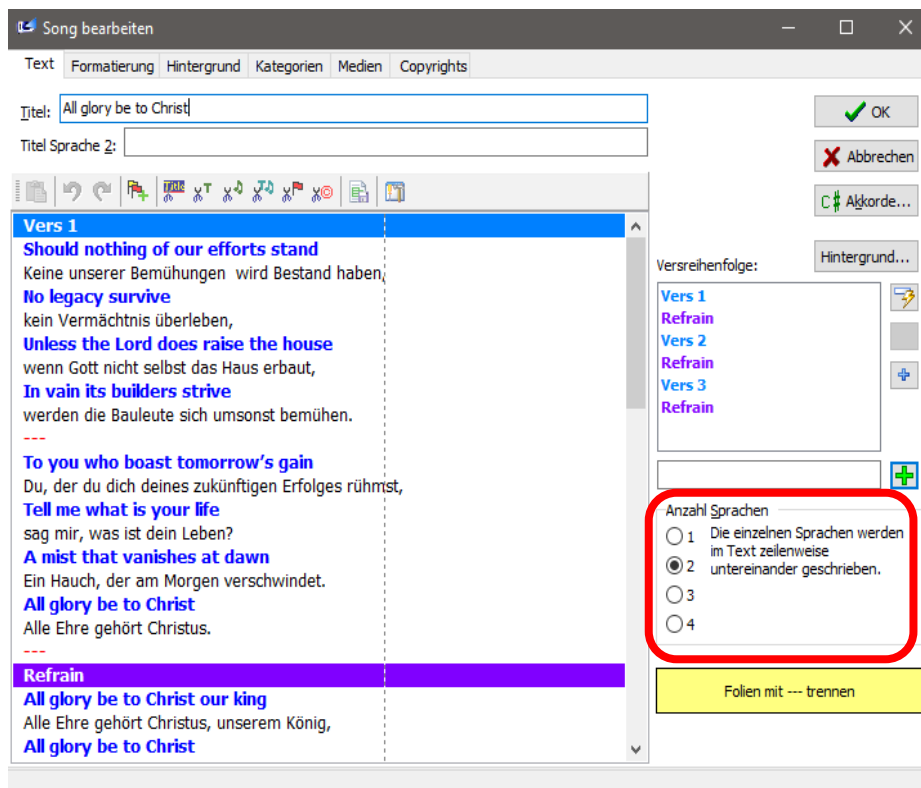 Song bearbeiten
Text Formatierung Hintergrund Kategorien Medien Copyrights
Titel: All glory be to Christ
Titel Sprache 2:
OK
Abbrechen
C# Akkorde...
Hintergrund...
Title
Vers 1
Should nothing of our efforts stand
Keine unserer Bemühungen  wird Bestand haben,
No legacy survive
kein Vermächtnis überleben,
Unless the Lord does raise the house
wenn Gott nicht selbst das Haus erbaut,
In vain its builders strive
werden die Bauleute sich umsonst bemühen.
---
To you who boast tomorrow’s gain
Du, der du dich deines zukünftigen Erfolges rühmst,
Tell me what is your life
sag mir, was ist dein Leben?
A mist that vanishes at dawn
Ein Hauch, der am Morgen verschwindet.
All glory be to Christ
Alle Ehre gehört Christus.
---
Refrain
All glory be to Christ our king
Alle Ehre gehört Christus, unserem König,
All glory be to Christ
Versreihenfolge:
Vers 1
Refrain
Vers 2
Refrain
Vers 3
Refrain
Anzahl Sprachen
1
2
3
4
Die einzelnen Sprachen werden
im Text zeilenweise
untereinander geschrieben.
Folien mit --- trennen